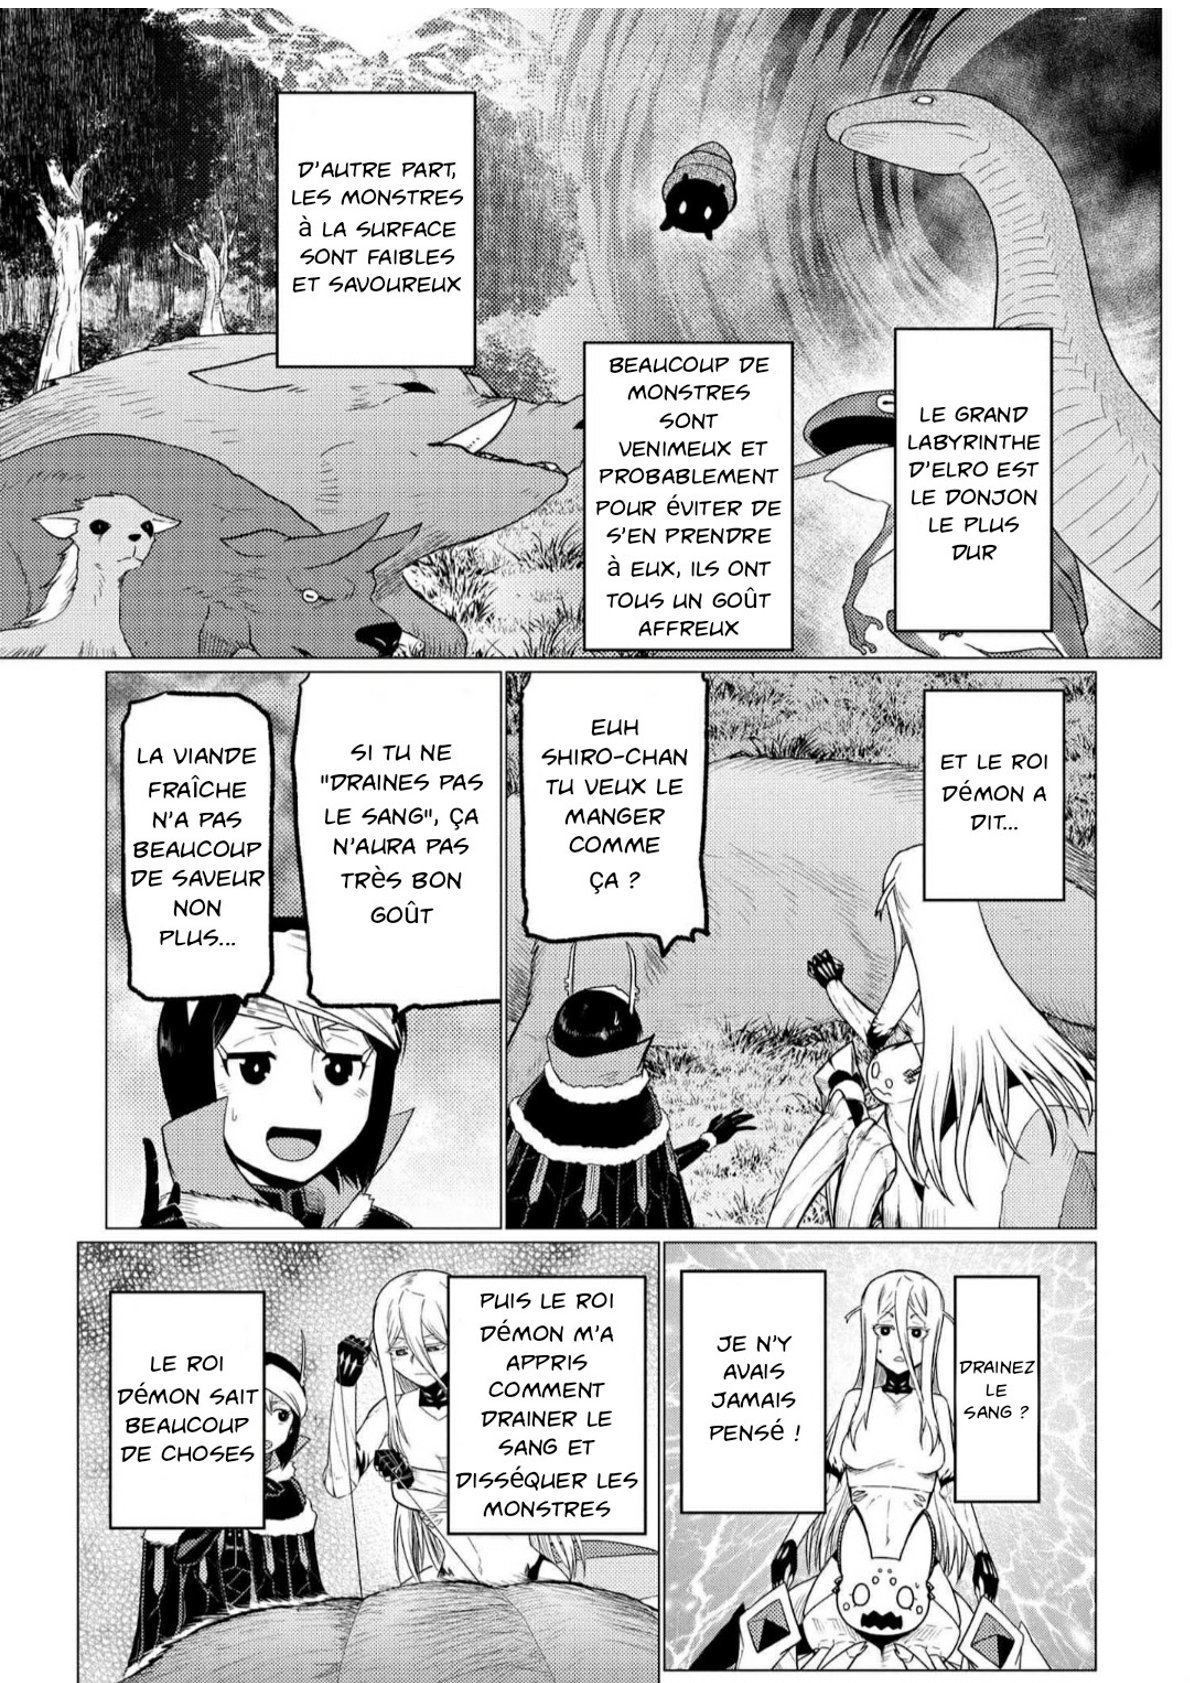 LE GRAND
LABYRINTHE
D'ELRO EST
LE DONJON
LE PLUS
DUR
BEAUCOUP DE
MONSTRES
SONT
VENIMEUX ET
PROBABLEMENT
POUR ÉVITER DE
S'EN PRENDRE
À EUX, ILS ONT
TOUS UN GOÛT
AFFREUX
D'AUTRE PART,
LES MONSTRES
À LA SURFACE
SONT FAIBLES
ET SAVOUREUX
ET LE ROI
DÉMON A
DIT...
EUH
SHIRO-CHAN
TU VEUX LE
MANGER
COMME
ÇA ?
SI TU NE
"DRAINES PAS
LE SANG", ÇA
N'AURA PAS
TRÈS BON
GOÛT
LA VIANDE
FRAÎCHE
N'A PAS
BEAUCOUP
DE SAVEUR
NON
PLUS...
DRAINEZ
LE
SANG ?
JE N'Y
AVAIS
JAMAIS
PENSÉ !
PUIS LE ROI
DÉMON M'A
APPRIS
COMMENT
DRAINER LE
SANG ET
DISSÉQUER LES
MONSTRES
LE ROI
DÉMON SAIT
BEAUCOUP
DE CHOSES